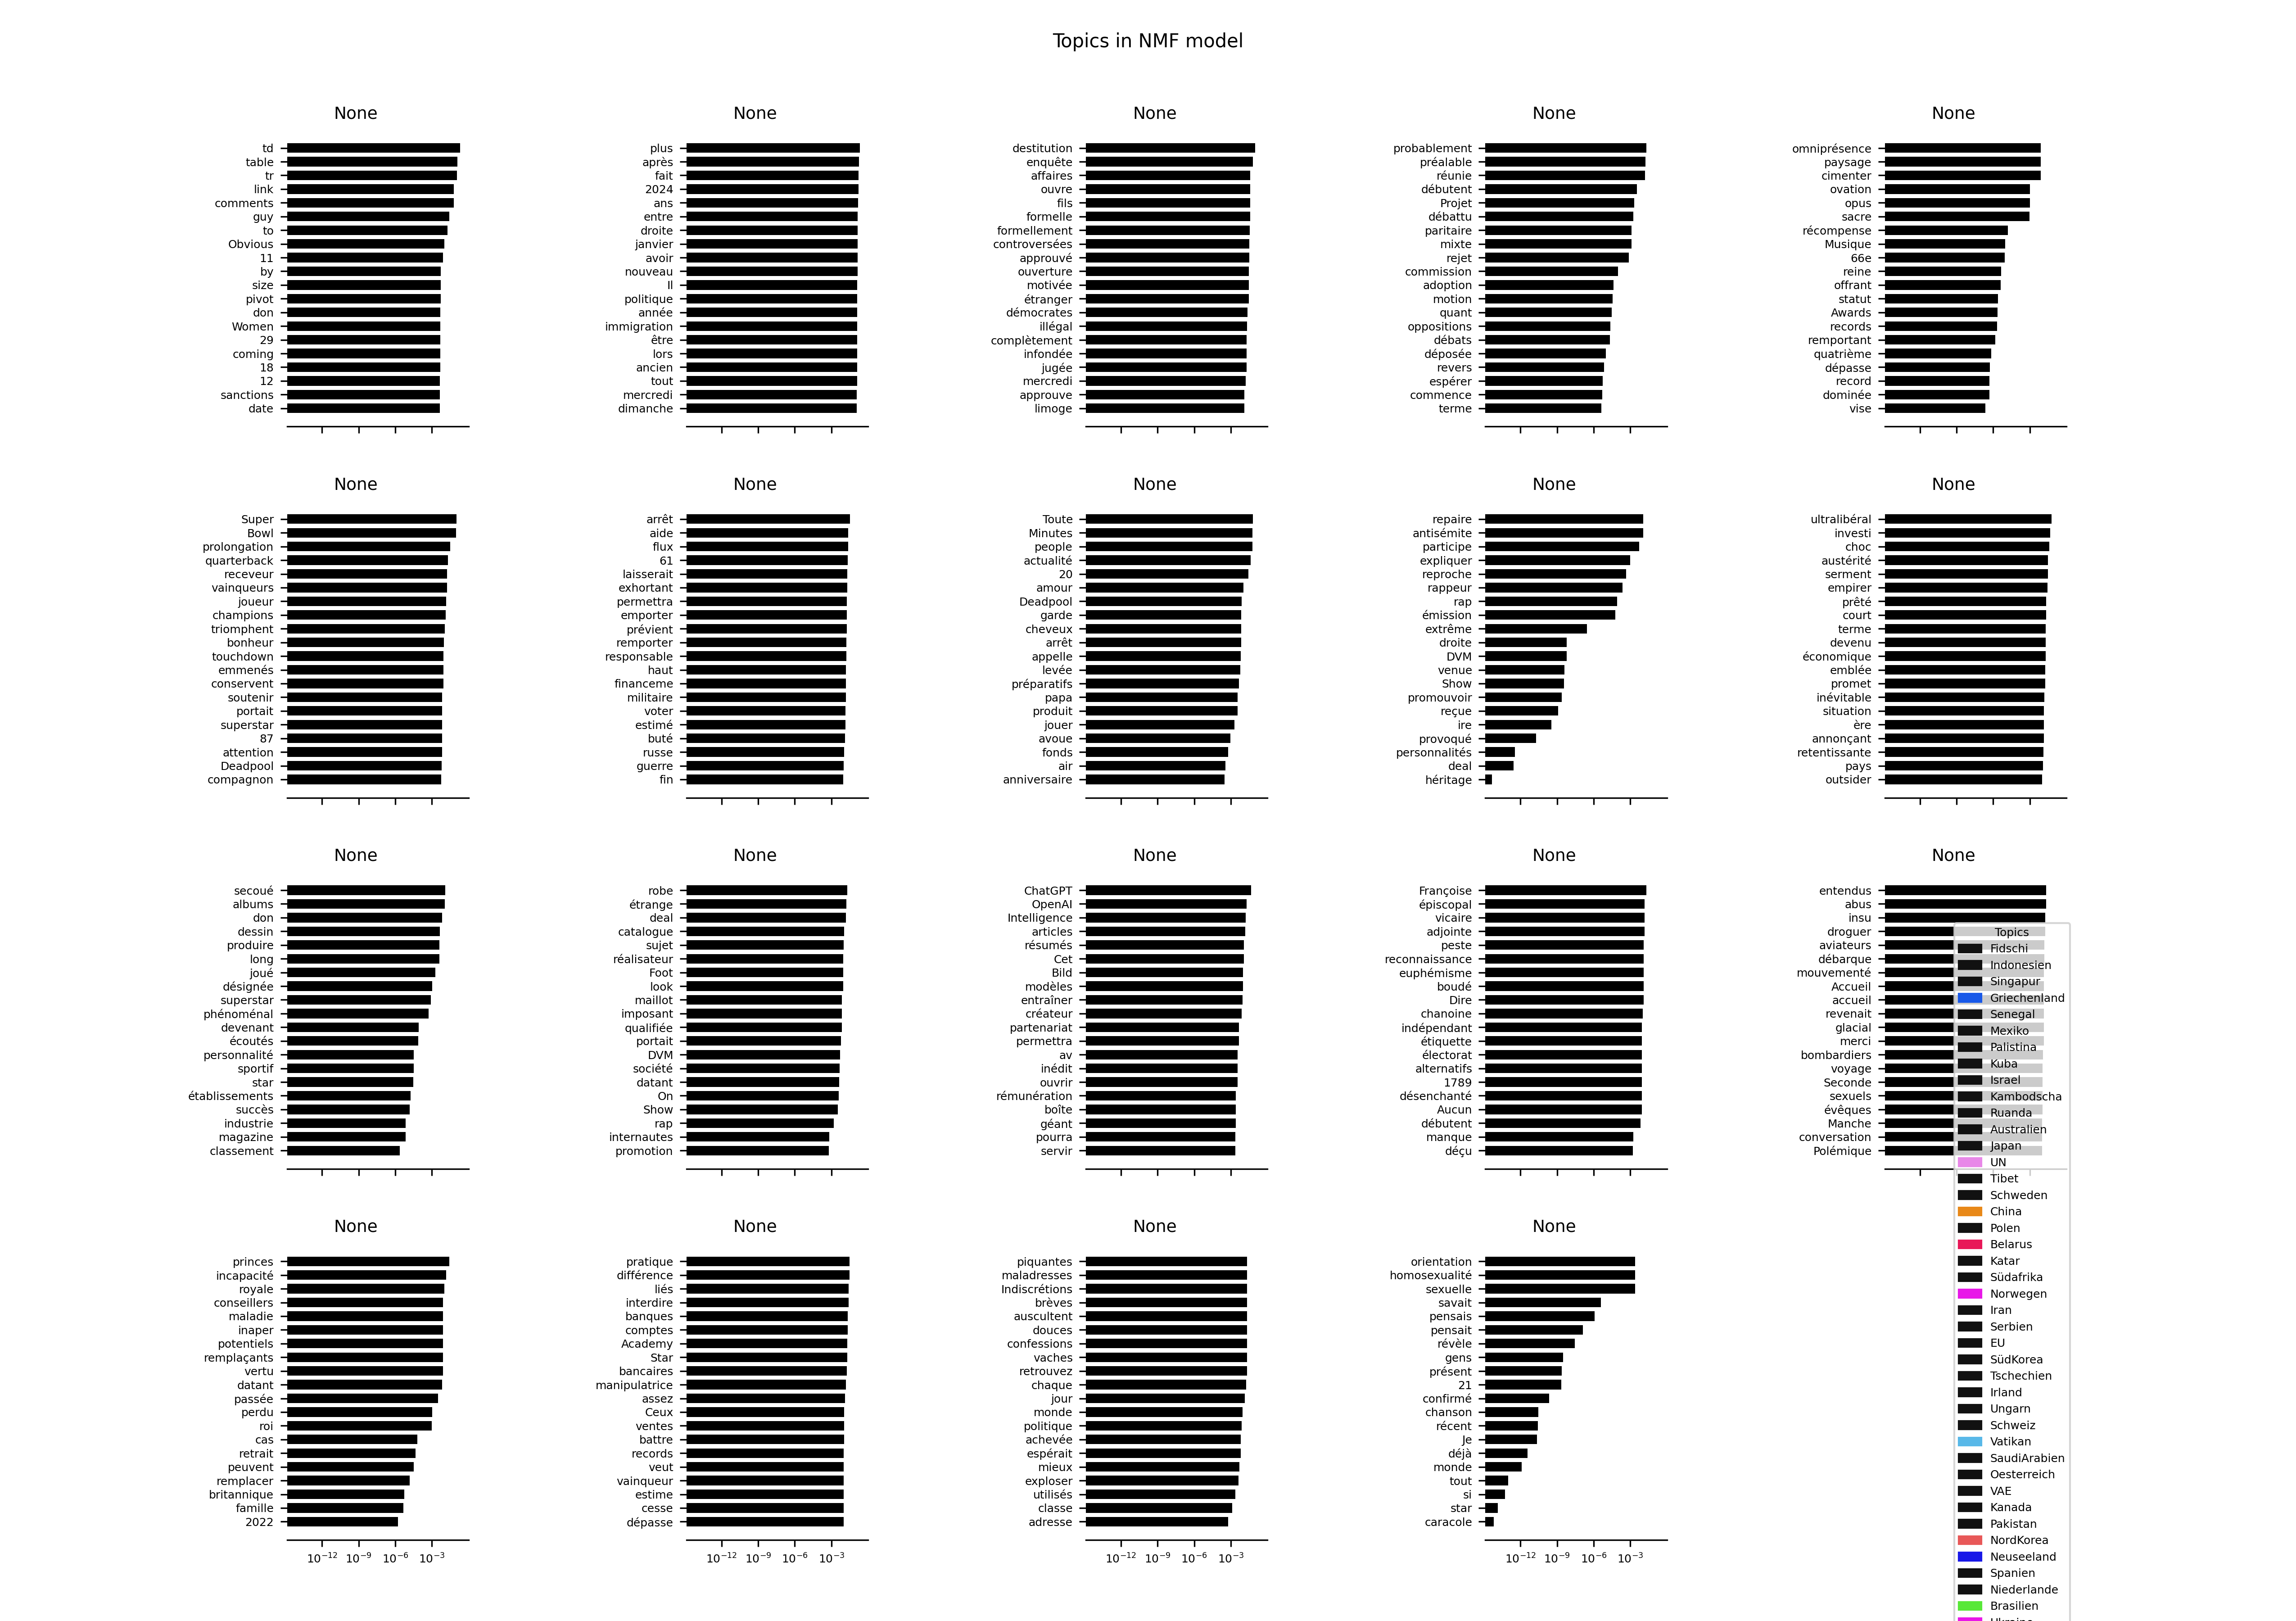 Topics in NMF model
None
td
table
tr
link
comments
guy
to
Obvious
11
by
size
pivot
don
Women
29
coming
18
12
sanctions
date
None
plus
après
fait
2024
ans
entre
droite
janvier
avoir
nouveau
Il
politique
année
immigration
être
lors
ancien
tout
mercredi
dimanche
None
destitution
enquête
affaires
ouvre
fils
formelle
formellement
controversées
approuvé
ouverture
motivée
étranger
démocrates
illégal
complètement
infondée
jugée
mercredi
approuve
limoge
None
probablement
préalable
réunie
débutent
Projet
débattu
paritaire
mixte
rejet
commission
adoption
motion
quant
oppositions
débats
déposée
revers
espérer
commence
terme
None
omniprésence
paysage
cimenter
ovation
opus
sacre
récompense
Musique
66e
reine
offrant
statut
Awards
records
remportant
quatrième
dépasse
record
dominée
vise
None
Super
Bowl
prolongation
quarterback
receveur
vainqueurs
joueur
champions
triomphent
bonheur
touchdown
emmenés
conservent
soutenir
portait
superstar
87
attention
Deadpool
compagnon
None
arrêt
aide
flux
61
laisserait
exhortant
permettra
emporter
prévient
remporter
responsable
haut
financeme
militaire
voter
estimé
buté
russe
guerre
fin
None
Toute
Minutes
people
actualité
20
amour
Deadpool
garde
cheveux
arrêt
appelle
levée
préparatifs
papa
produit
jouer
avoue
fonds
air
anniversaire
None
repaire
antisémite
participe
expliquer
reproche
rappeur
rap
émission
extrême
droite
DVM
venue
Show
promouvoir
reçue
ire
provoqué
personnalités
deal
héritage
None
ultralibéral
investi
choc
austérité
serment
empirer
prêté
court
terme
devenu
économique
emblée
promet
inévitable
situation
ère
annonçant
retentissante
pays
outsider
None
secoué
albums
don
dessin
produire
long
joué
désignée
superstar
phénoménal
devenant
écoutés
personnalité
sportif
star
établissements
succès
industrie
magazine
classement
None
robe
étrange
deal
catalogue
sujet
réalisateur
Foot
look
maillot
imposant
qualifiée
portait
DVM
société
datant
On
Show
rap
internautes
promotion
None
ChatGPT
OpenAI
Intelligence
articles
résumés
Cet
Bild
modèles
entraîner
créateur
partenariat
permettra
av
inédit
ouvrir
rémunération
boîte
géant
pourra
servir
None
Françoise
épiscopal
vicaire
adjointe
peste
reconnaissance
euphémisme
boudé
Dire
chanoine
indépendant
étiquette
électorat
alternatifs
1789
désenchanté
Aucun
débutent
manque
déçu
None
entendus
abus
insu
droguer
aviateurs
débarque
mouvementé
Accueil
accueil
revenait
glacial
merci
bombardiers
voyage
Seconde
sexuels
évêques
Manche
conversation
Polémique
None
princes
incapacité
royale
conseillers
maladie
inaper
potentiels
remplaçants
vertu
datant
passée
perdu
roi
cas
retrait
peuvent
remplacer
britannique
famille
2022
10⁻¹² 10⁻⁹ 10⁻⁶ 10⁻³
None
pratique
différence
liés
interdire
banques
comptes
Academy
Star
bancaires
manipulatrice
assez
Ceux
ventes
battre
records
veut
vainqueur
estime
cesse
dépasse
10⁻¹² 10⁻⁹ 10⁻⁶ 10⁻³
None
piquantes
maladresses
Indiscrétions
brèves
auscultent
douces
confessions
vaches
retrouvez
chaque
jour
monde
politique
achevée
espérait
mieux
exploser
utilisés
classe
adresse
10⁻¹² 10⁻⁹ 10⁻⁶ 10⁻³
None
orientation
homosexualité
sexuelle
savait
pensais
pensait
révèle
gens
présent
21
confirmé
chanson
récent
Je
déjà
monde
tout
si
star
caracole
10⁻¹² 10⁻⁹ 10⁻⁶ 10⁻³
Topics
Fidschi
Indonesien
Singapur
Griechenland
Senegal
Mexiko
Palistina
Kuba
Israel
Kambodscha
Ruanda
Australien
Japan
UN
Tibet
Schweden
China
Polen
Belarus
Katar
Südafrika
Norwegen
Iran
Serbien
EU
SüdKorea
Tschechien
Irland
Ungarn
Schweiz
Vatikan
SaudiArabien
Oesterreich
VAE
Kanada
Pakistan
NordKorea
Neuseeland
Spanien
Niederlande
Brasilien